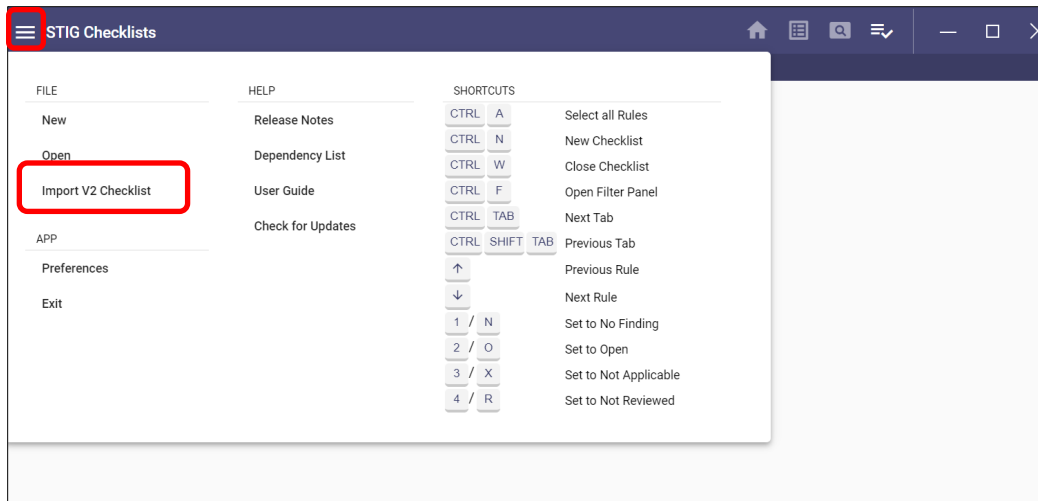 STIG Checklists
FILE
New
Open
Import V2 Checklist
APP
Preferences
Exit
HELP
Release Notes
Dependency List
User Guide
Check for Updates
SHORTCUTS
CTRL A Select all Rules
CTRL N New Checklist
CTRL W Close Checklist
CTRL F Open Filter Panel
CTRL TAB Next Tab
CTRL SHIFT TAB Previous Tab
↑ Previous Rule
↓ Next Rule
1 / N Set to No Finding
2 / O Set to Open
3 / X Set to Not Applicable
4 / R Set to Not Reviewed